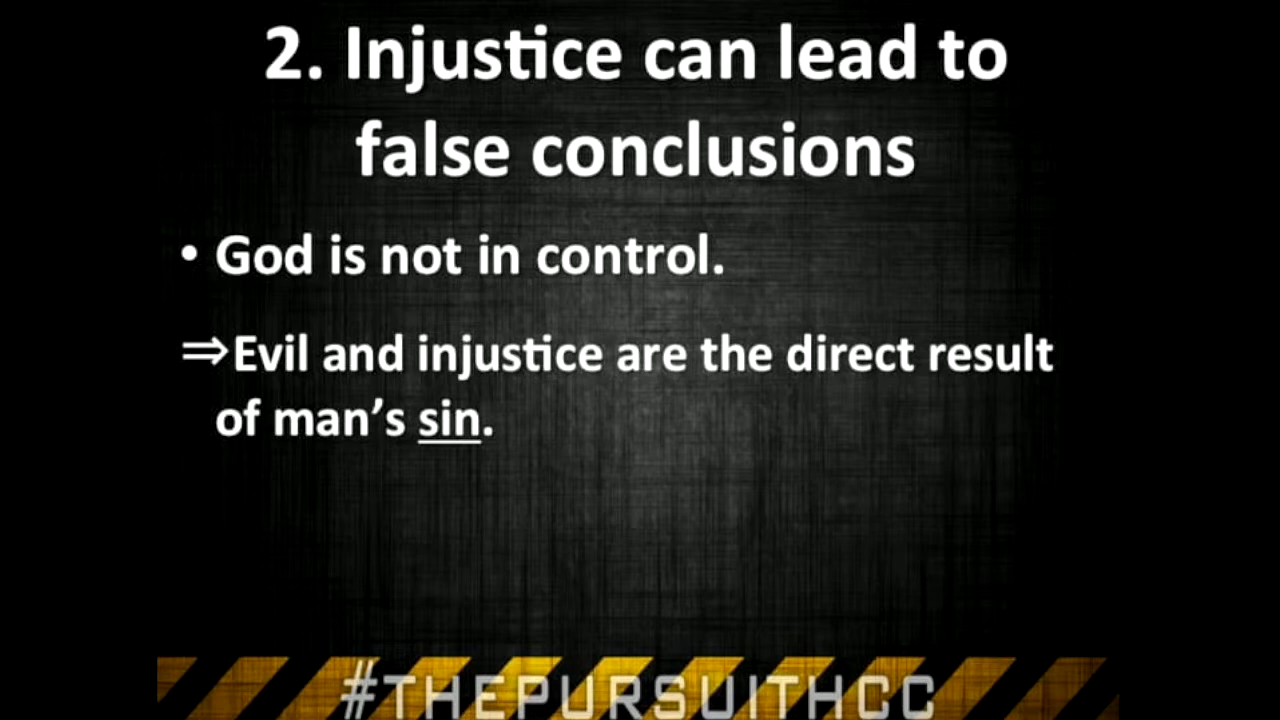 2. Injustice can lead to
false conclusions
• God is not in control.
⇒Evil and injustice are the direct result
of man’s sin.
#THEPURSUITHCC